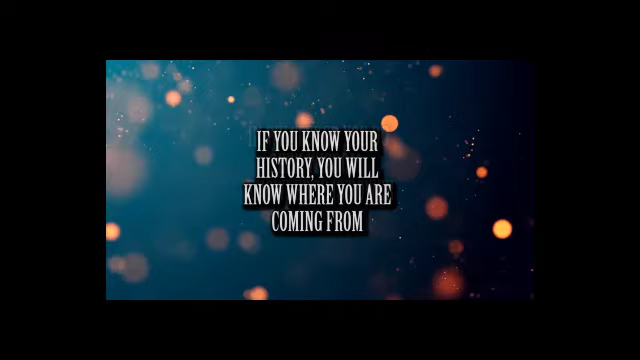 IF YOU KNOW YOUR
HISTORY, YOU WILL
KNOW WHERE YOU ARE
COMING FROM